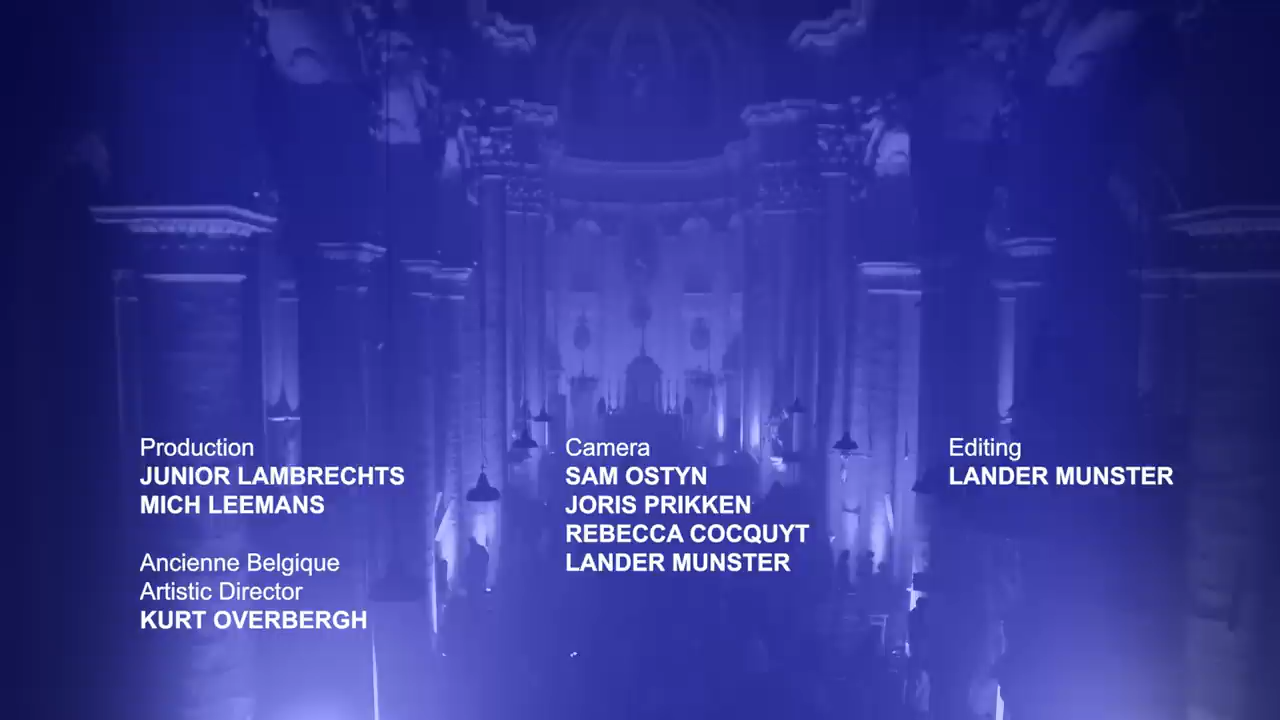 Production
JUNIOR LAMBRECHTS
MICH LEEMANS
Ancienne Belgique
Artistic Director
KURT OVERBERGH
Camera
SAM OSTYN
JORIS PRIKKEN
REBECCA COCQUYT
LANDER MUNSTER
Editing
LANDER MUNSTER